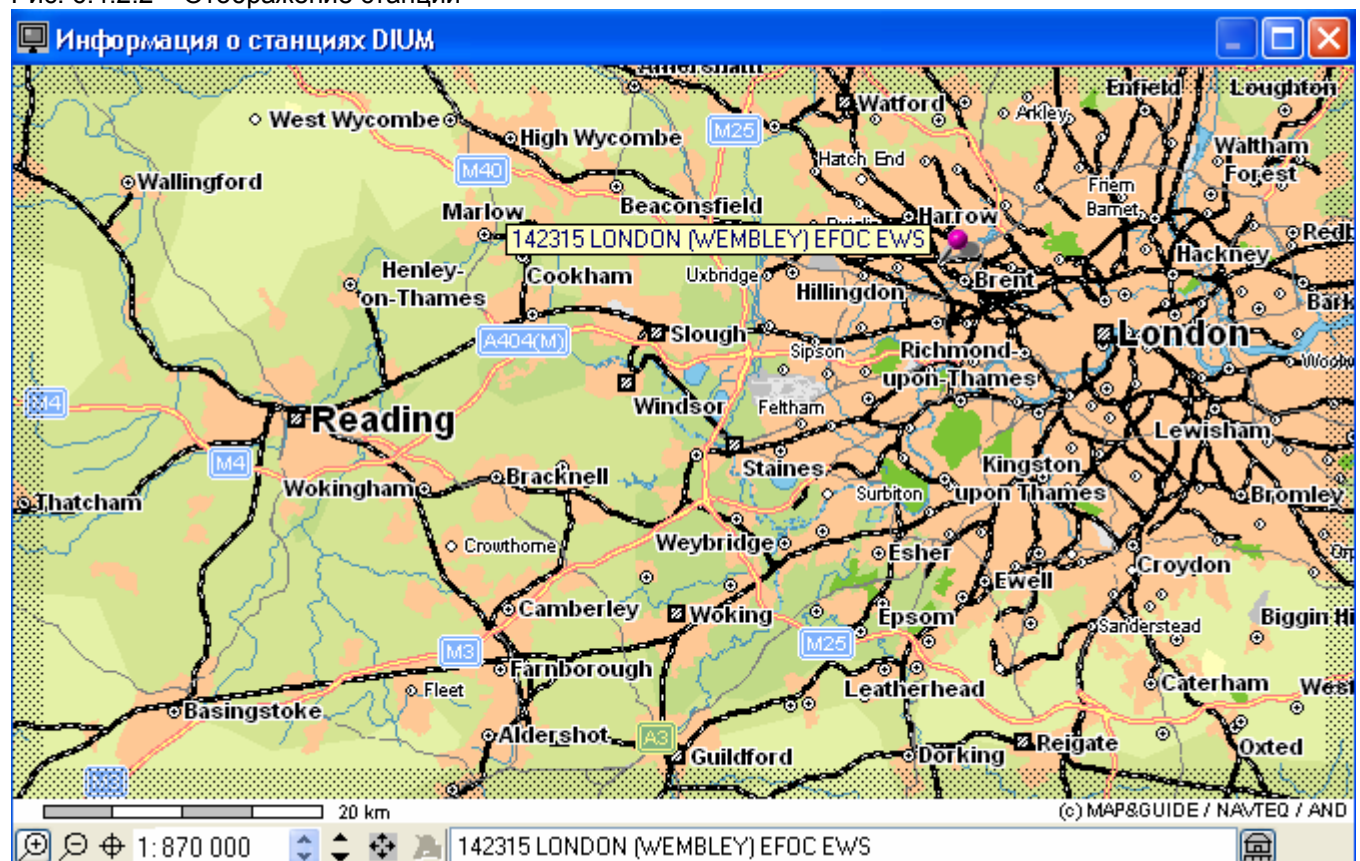 Информация о станциях DIUM
Amersham
Enfield
Loughton
Watford
Arkley
West Wycombe
High Wycombe
M25
Waltham
Forest
Hatch End
M40
Friern
Barnet
Wallingford
Marlow
Beaconsfield
Harrow
142315 LONDON (WEMBLEY) EFOC EWS
Hackney
Henley-
on-Thames
Cookham
Uxbridge
Hillingdon
Brent
A404(M)
Slough
Sipson
Richmond-
upon-Thames
London
M4
Reading
Windsor
Feltham
Lewisham
M4
Wokingham
Bracknell
Staines
Surbiton
Kingston
upon Thames
Bromley
Thatcham
Crowthorne
Weybridge
Esher
Ewell
Croydon
Camberley
Woking
Epsom
Sanderstead
Biggin Hi
M3
M25
Farnborough
Fleet
Leatherhead
Caterham
West
Basingstoke
Aldershot
A3
Guildford
Dorking
Reigate
Oxted
20 km
(c) MAP&GUIDE / NAVTEQ / AND
1: 870 000
142315 LONDON (WEMBLEY) EFOC EWS